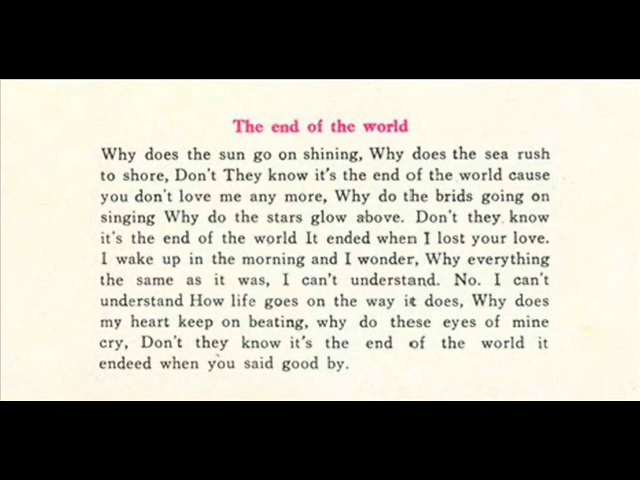 The end of the world
Why does the sun go on shining, Why does the sea rush
to shore, Don't They know it's the end of the world cause
you don't love me any more, Why do the brids going on
singing Why do the stars glow above. Don't they know
it's the end of the world It ended when I lost your love.
I wake up in the morning and I wonder, Why everything
the same as it was, I can't understand. No. I can't
understand How life goes on the way it does, Why does
my heart keep on beating, why do these eyes of mine
cry, Don't they know it's the end of the world it
endeed when you said good by.